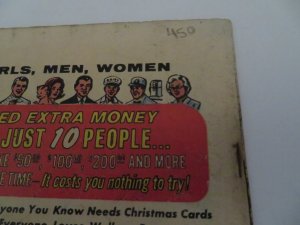 450
RLS, MEN, WOMEN
ED EXTRA MONEY
JUST 10 PEOPLE...
KE $50.00, $100.00, $200.00 AND MORE
E TIME—It costs you nothing to try!
yone You Know Needs Christmas Cards